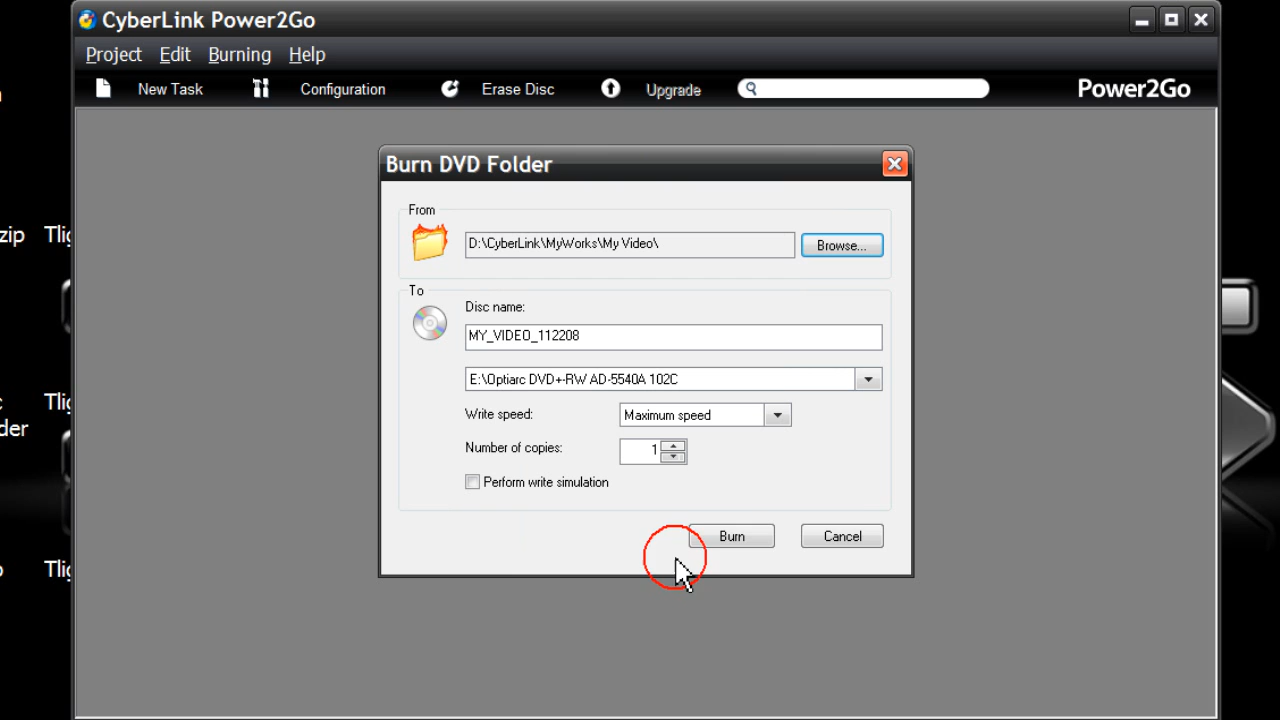 CyberLink Power2Go
Project Edit Burning Help
New Task Configuration Erase Disc Upgrade Power2Go
Burn DVD Folder
From
D:\CyberLink\MyWorks\My Video\ Browse...
To
Disc name:
MY_VIDEO_112208
E:\Optiarc DVD+-RW AD-5540A 102C
Write speed: Maximum speed
Number of copies: 1
Perform write simulation
Burn Cancel
zip Tlig
Tlig
der
Tlig